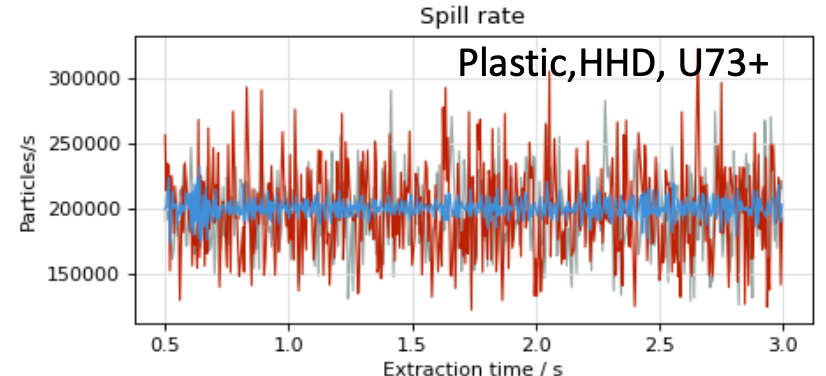 Spill rate
Plastic,HHD, U73+
300000
250000
200000
150000
Particles/s
0.5 1.0 1.5 2.0 2.5 3.0
Extraction time / s